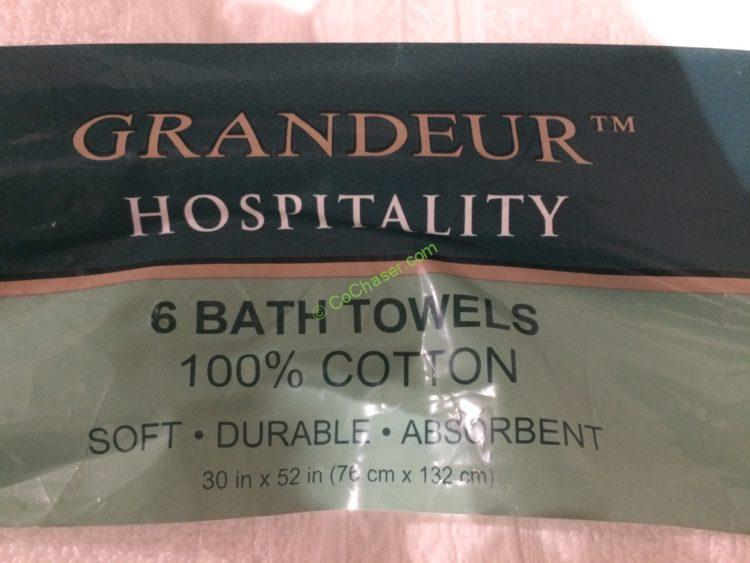 GRANDEUR™
HOSPITALITY
© CoChaser.com
6 BATH TOWELS
100% COTTON
SOFT • DURABLE • ABSORBENT
30 in x 52 in (76 cm x 132 cm)